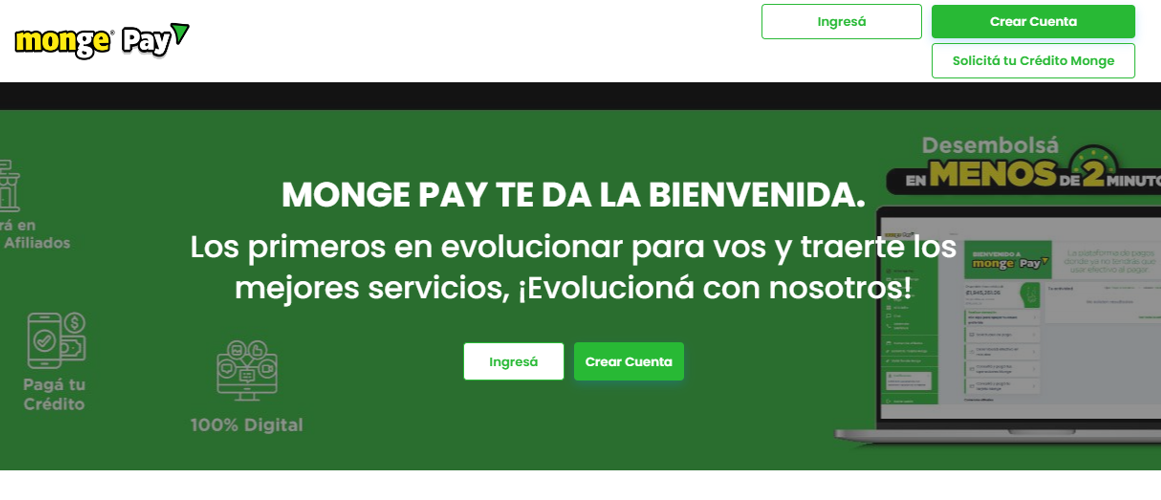 monge Pay
Ingresá
Crear Cuenta
Solicitá tu Crédito Monge
Desembolsá
EN MENOS DE 2 MINUTO
MONGE PAY TE DA LA BIENVENIDA.
Los primeros en evolucionar para vos y traerte los
mejores servicios, ¡Evolucioná con nosotros!
rá en
Afiliados
BIENVENIDO A
monge Pay
La plataforma de pagos
donde ya no tendrás que
usar efectivo al pagar
Ingresá
Crear Cuenta
Pagá tu
Crédito
100% Digital